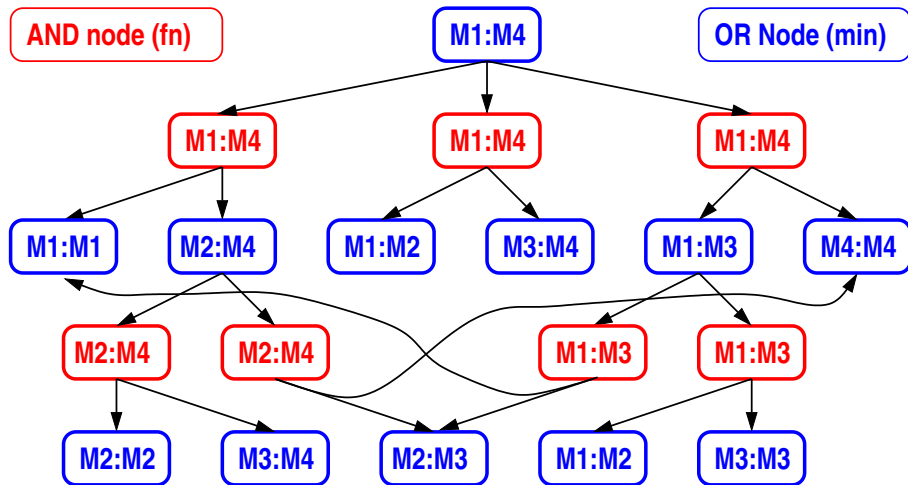 AND node (fn)
M1:M4
OR Node (min)
M1:M4
M1:M4
M1:M4
M1:M1
M2:M4
M1:M2
M3:M4
M1:M3
M4:M4
M2:M4
M2:M4
M1:M3
M1:M3
M2:M2
M3:M4
M2:M3
M1:M2
M3:M3